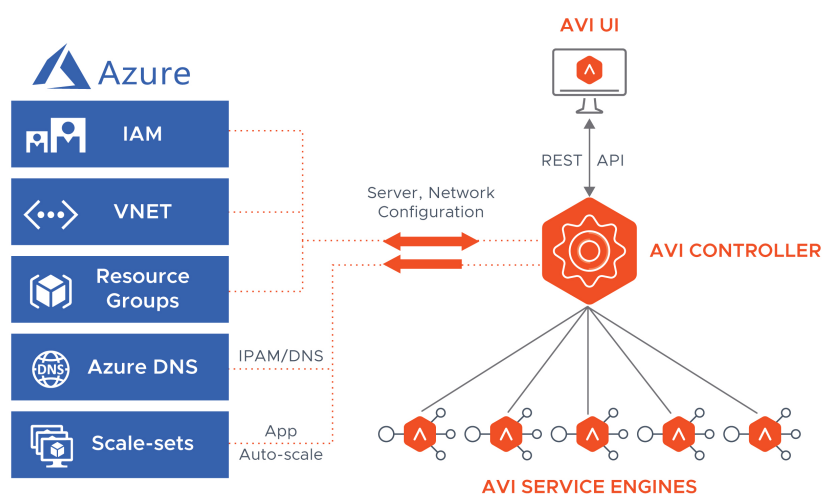 AVI UI
Azure
IAM
REST API
VNET
Server, Network
Configuration
AVI CONTROLLER
Resource
Groups
Azure DNS
DNS
IPAM/DNS
Scale-sets
App
Auto-scale
AVI SERVICE ENGINES